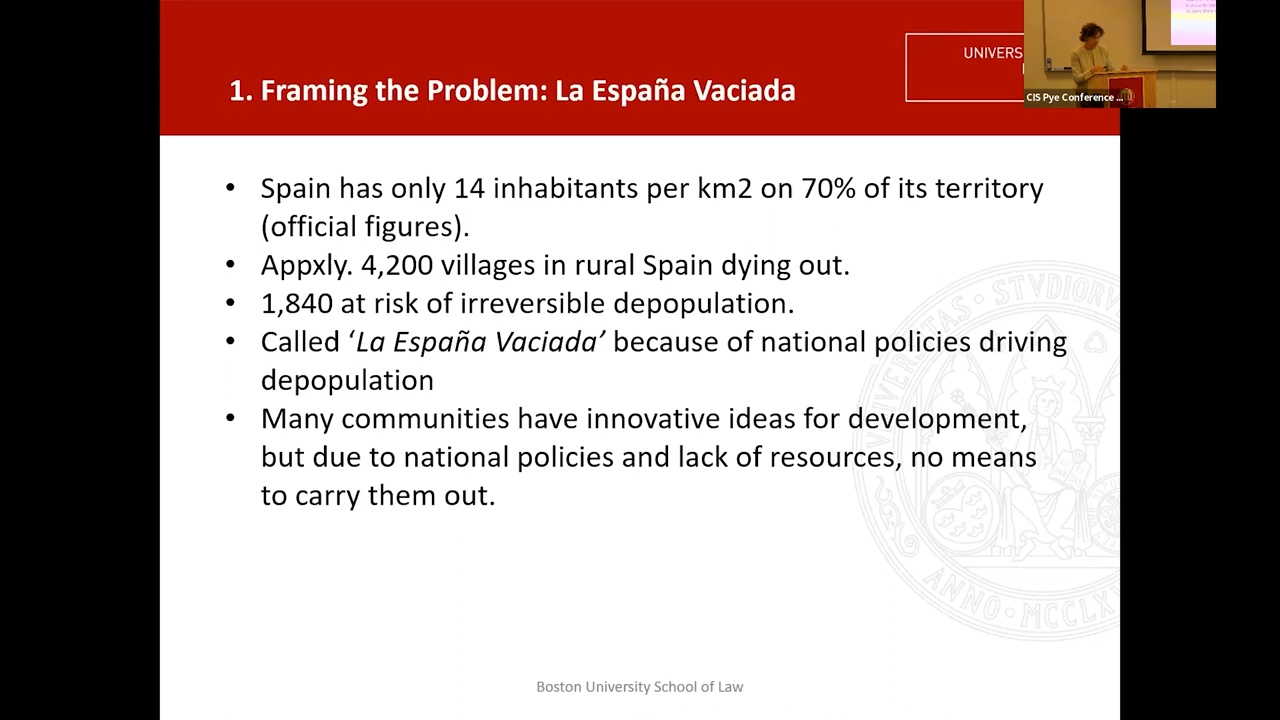 1. Framing the Problem: La España Vaciada
UNIVERS
CIS Pye Conference ...
• Spain has only 14 inhabitants per km2 on 70% of its territory
(official figures).
• Appxly. 4,200 villages in rural Spain dying out.
• 1,840 at risk of irreversible depopulation.
• Called ‘La España Vaciada’ because of national policies driving
depopulation
• Many communities have innovative ideas for development,
but due to national policies and lack of resources, no means
to carry them out.
STVDIORV
ANNO · MCCLX
Boston University School of Law